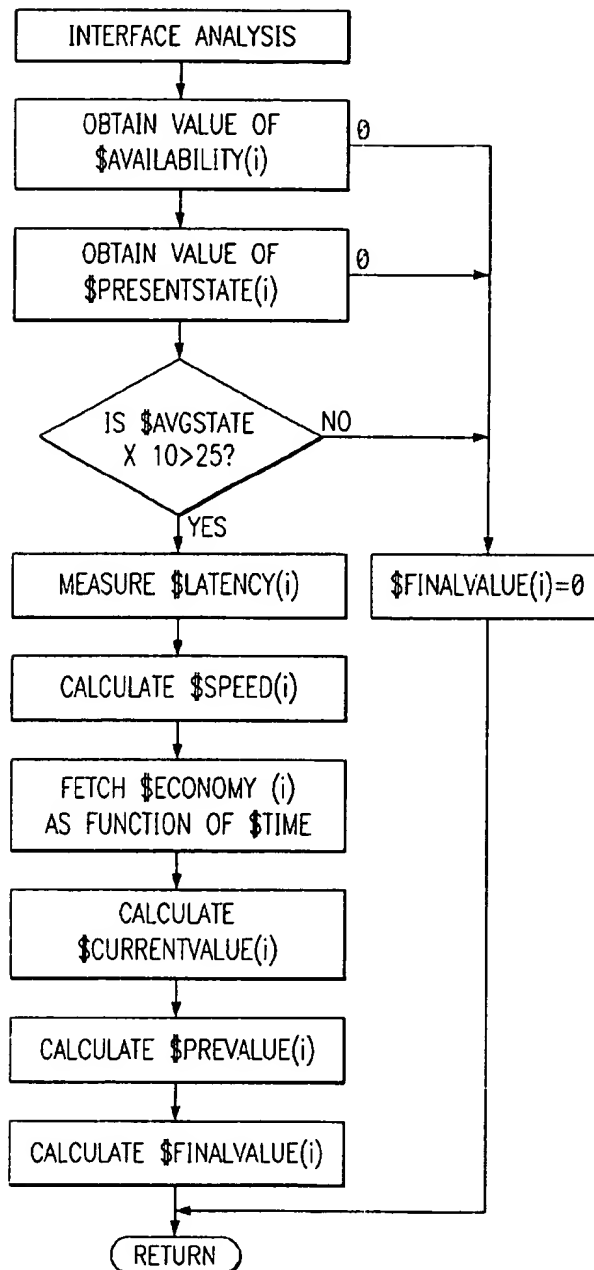 INTERFACE ANALYSIS
OBTAIN VALUE OF
$AVAILABILITY(i)
0
OBTAIN VALUE OF
$PRESENTSTATE(i)
0
IS $AVGSTATE
X 10>25?
NO
YES
MEASURE $LATENCY(i)
$FINALVALUE(i)=0
CALCULATE $SPEED(i)
FETCH $ECONOMY (i)
AS FUNCTION OF $TIME
CALCULATE
$CURRENTVALUE(i)
CALCULATE $PREVALUE(i)
CALCULATE $FINALVALUE(i)
RETURN